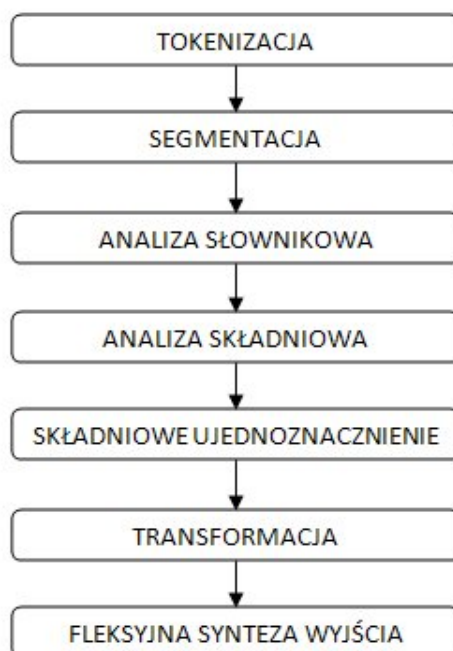 TOKENIZACJA
SEGMENTACJA
ANALIZA SŁOWNIKOWA
ANALIZA SKŁADNIOWA
SKŁADNIOWE UJEDNOZNACZNIENIE
TRANSFORMACJA
FLEKSYJNA SYNTEZA WYJŚCIA